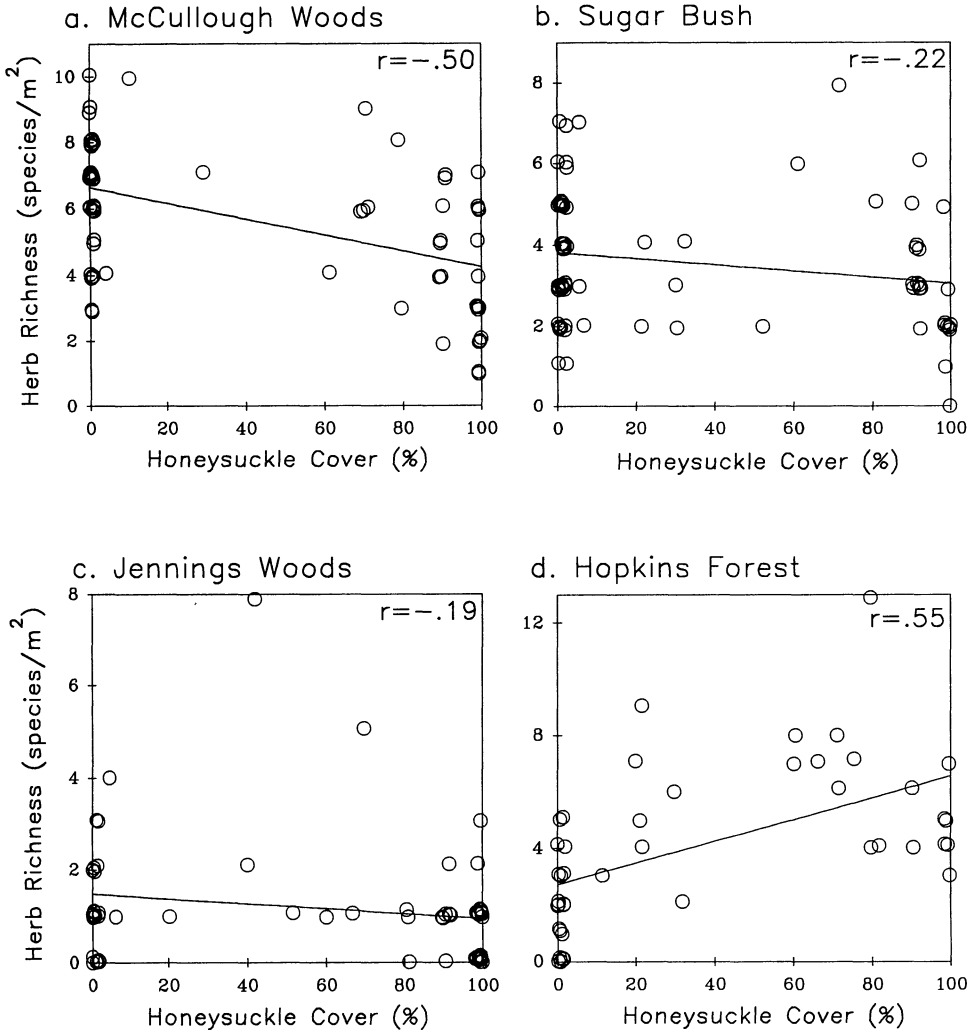 a. McCullough Woods
r=-.50
Herb Richness (species/m²)
10
8
6
4
2
0
0 20 40 60 80 100
Honeysuckle Cover (%)
b. Sugar Bush
r=-.22
8
6
4
2
0
0 20 40 60 80 100
Honeysuckle Cover (%)
c. Jennings Woods
r=-.19
Herb Richness (species/m²)
8
6
4
2
0
0 20 40 60 80 100
Honeysuckle Cover (%)
d. Hopkins Forest
r=.55
12
8
4
0
0 20 40 60 80 100
Honeysuckle Cover (%)